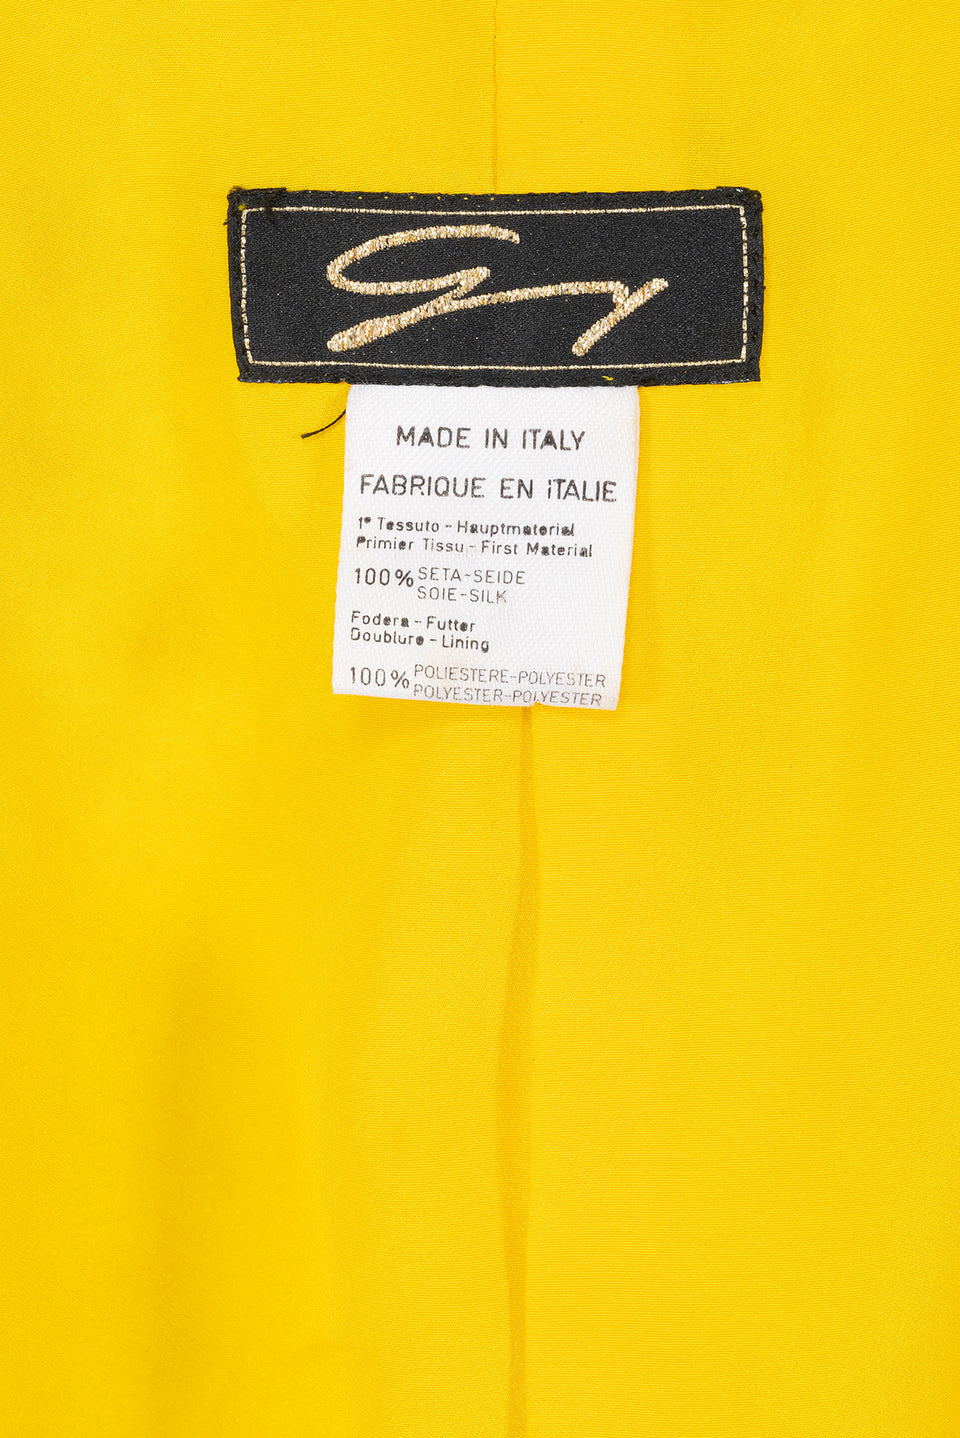 Geny
MADE IN ITALY
FABRIQUE EN ITALIE
1° Tessuto - Hauptmaterial
Primier Tissu - First Material
100% SETA-SEIDE
SOIE-SILK
Fodera - Futter
Doublure - Lining
100% POLIESTERE-POLYESTER
POLYESTER-POLYESTER